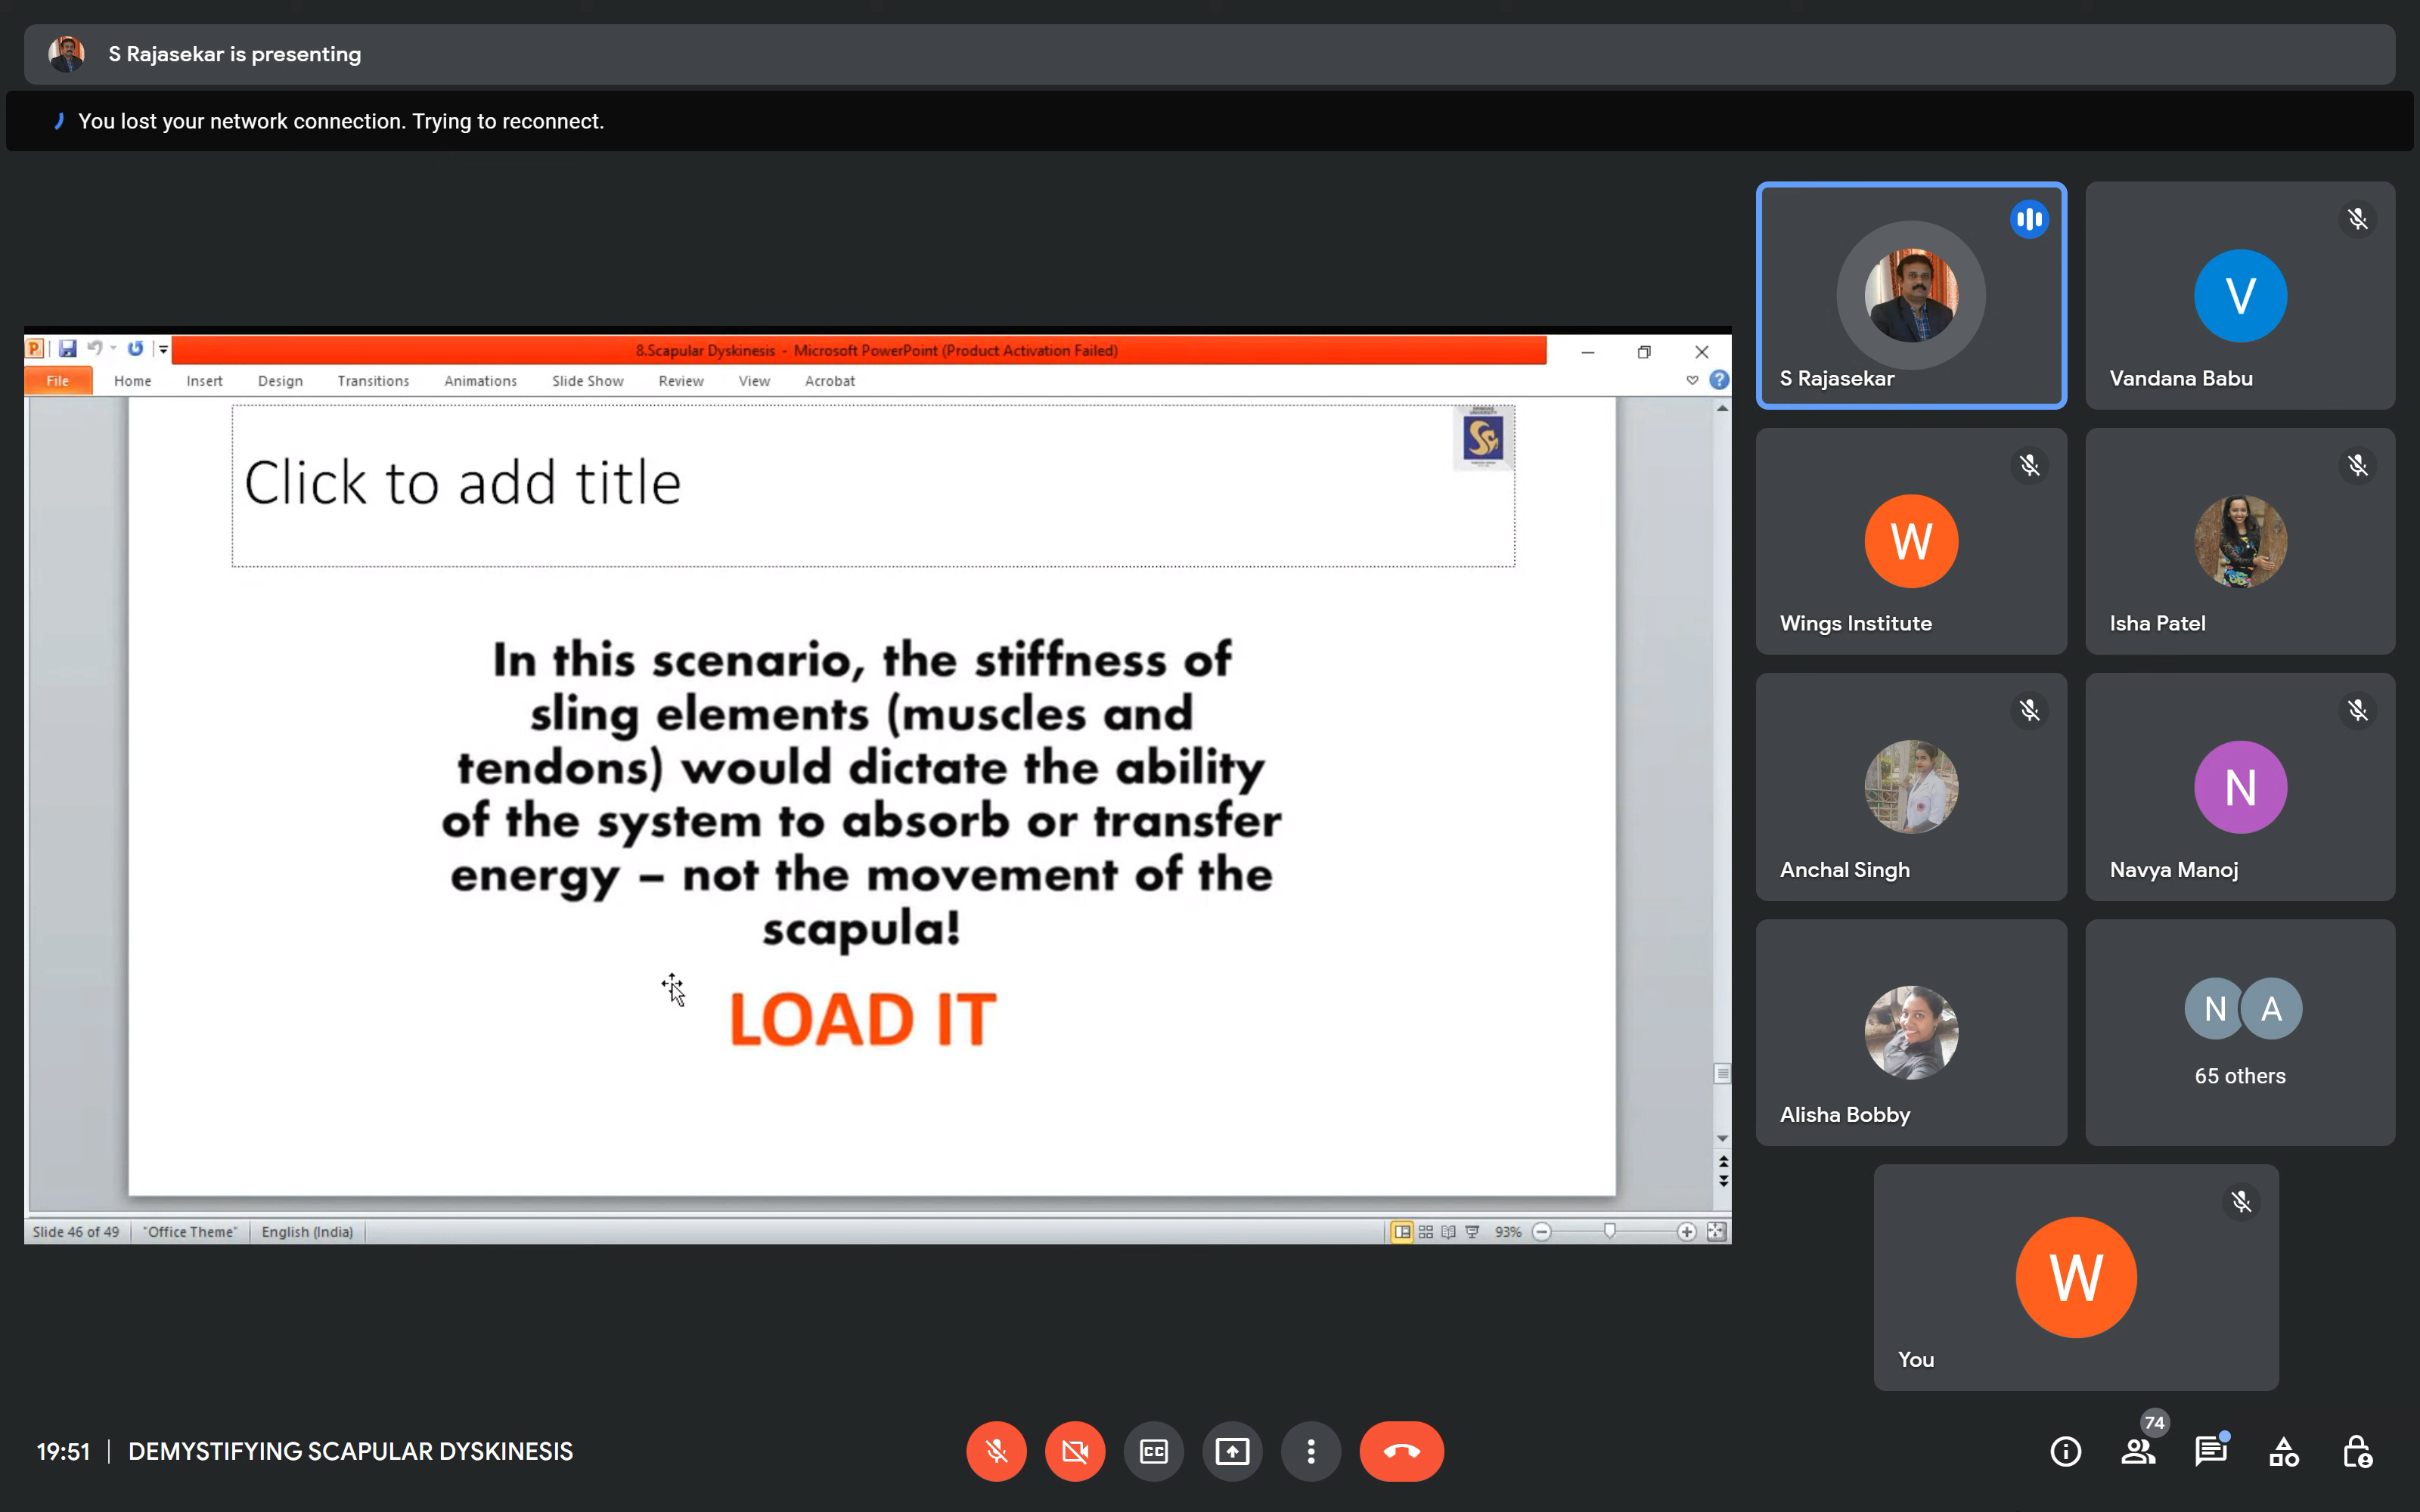 S Rajasekar is presenting
You lost your network connection. Trying to reconnect.
8.Scapular Dyskinesis - Microsoft PowerPoint (Product Activation Failed)
File Home Insert Design Transitions Animations Slide Show Review View Acrobat
Click to add title
In this scenario, the stiffness of
sling elements (muscles and
tendons) would dictate the ability
of the system to absorb or transfer
energy – not the movement of the
scapula!
LOAD IT
Slide 46 of 49 "Office Theme" English (India) 93%
S Rajasekar
V
Vandana Babu
W
Wings Institute
Isha Patel
Anchal Singh
N
Navya Manoj
Alisha Bobby
N A
65 others
W
You
19:51 | DEMYSTIFYING SCAPULAR DYSKINESIS
CC
74